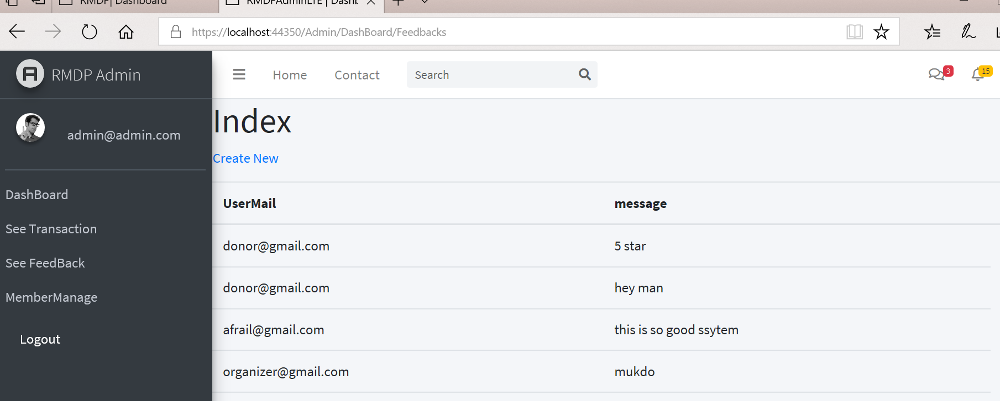 RMDP| Dashboard
RMDPAdminLTE | Dashb
https://localhost:44350/Admin/DashBoard/Feedbacks
RMDP Admin
Home
Contact
Search
3
15
admin@admin.com
DashBoard
See Transaction
See FeedBack
MemberManage
Logout
Index
Create New
UserMail message
donor@gmail.com 5 star
donor@gmail.com hey man
afrail@gmail.com this is so good ssytem
organizer@gmail.com mukdo